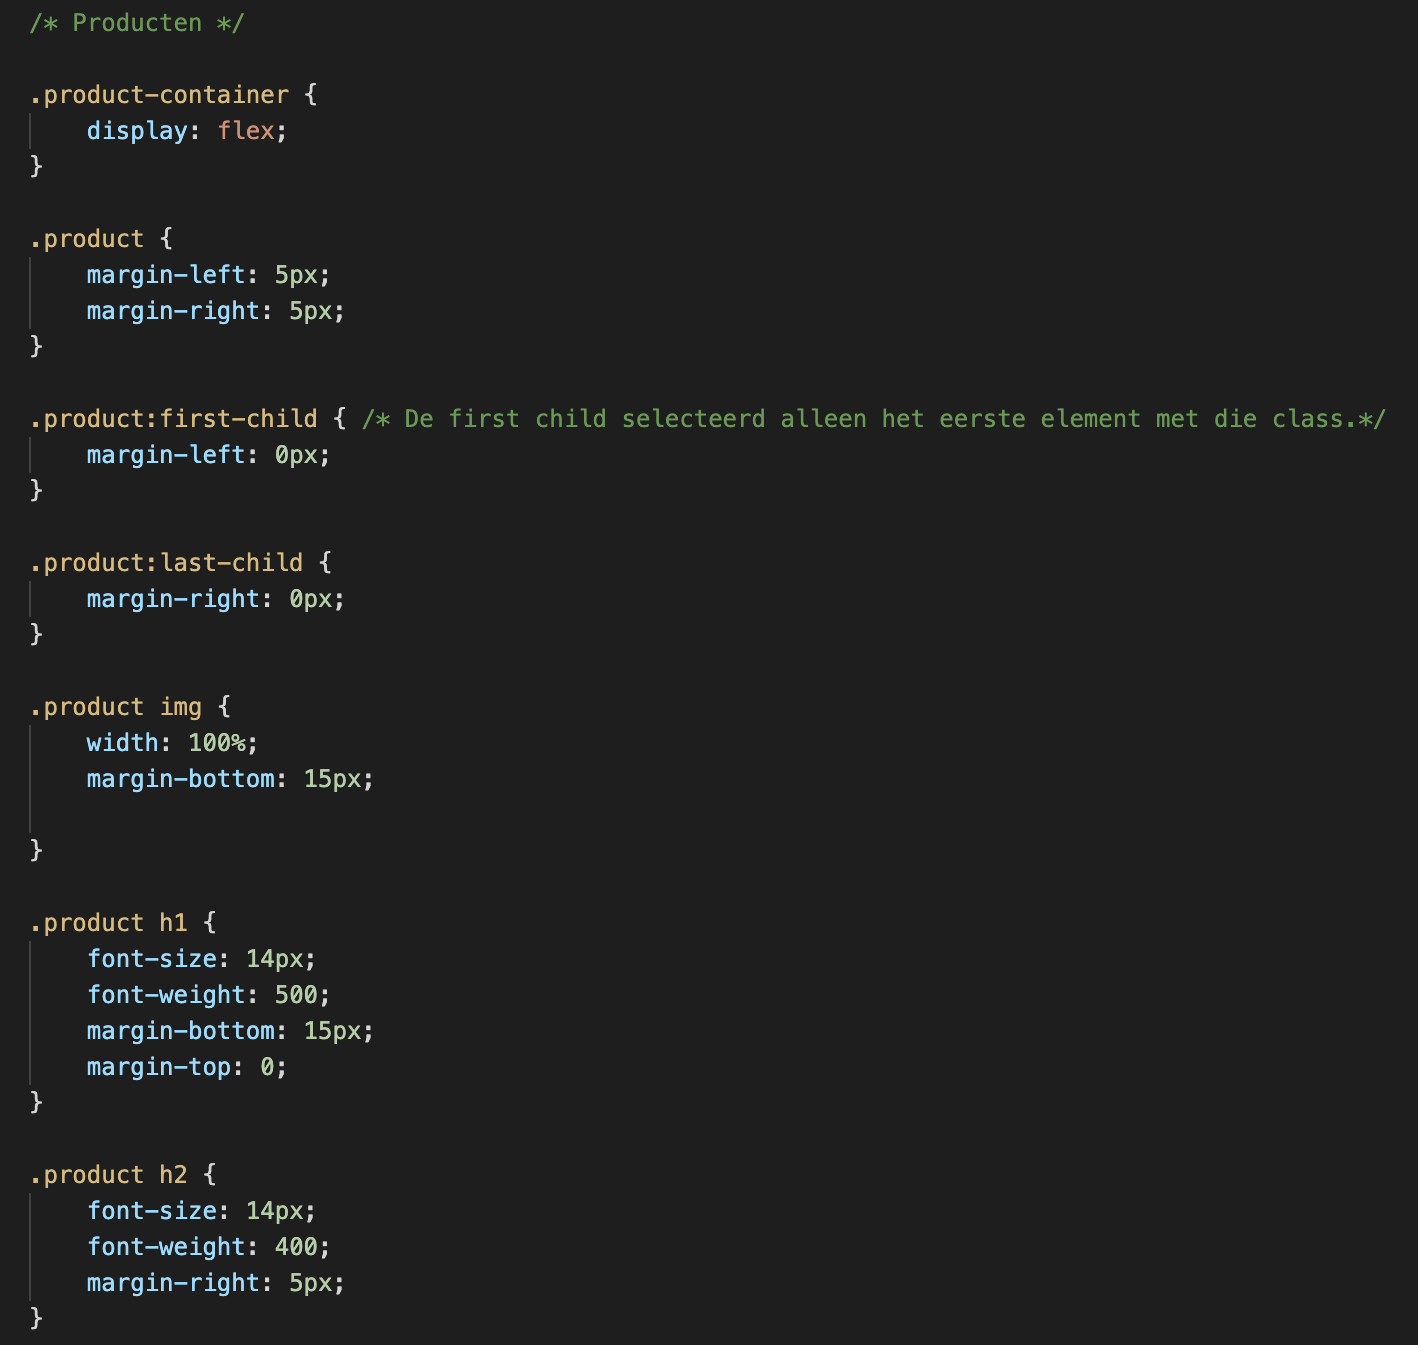 /* Producten */
.product-container {
display: flex;
}
.product {
margin-left: 5px;
margin-right: 5px;
}
.product:first-child { /* De first child selecteerd alleen het eerste element met die class.*/
margin-left: 0px;
}
.product:last-child {
margin-right: 0px;
}
.product img {
width: 100%;
margin-bottom: 15px;
}
.product h1 {
font-size: 14px;
font-weight: 500;
margin-bottom: 15px;
margin-top: 0;
}
.product h2 {
font-size: 14px;
font-weight: 400;
margin-right: 5px;
}